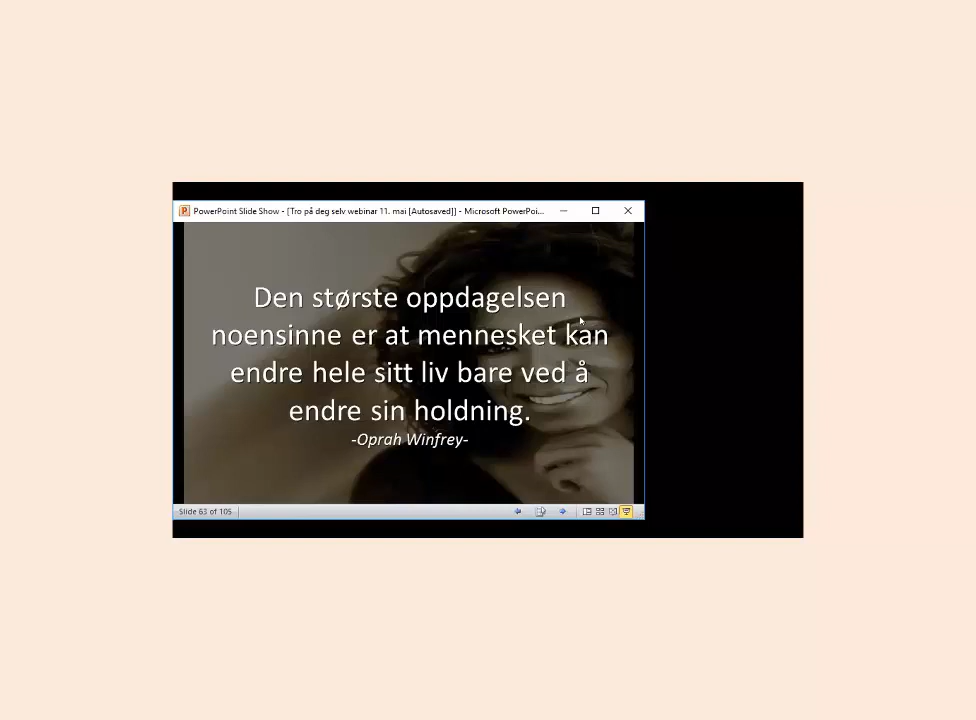 PowerPoint Slide Show - [Tro på deg selv webinar 11. mai [Autosaved]] - Microsoft PowerPoi...
Den største oppdagelsen
noensinne er at mennesket kan
endre hele sitt liv bare ved å
endre sin holdning.
-Oprah Winfrey-
Slide 63 of 105